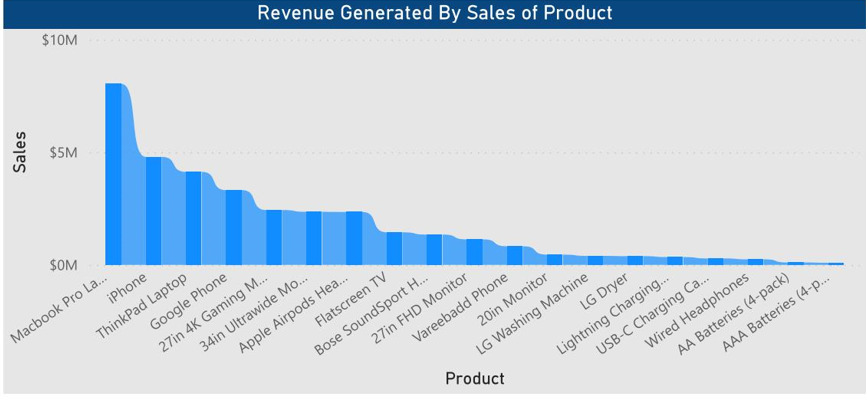 Revenue Generated By Sales of Product
$10M
$5M
$0M
Sales
Macbook Pro La...
iPhone
ThinkPad Laptop
Google Phone
27in 4K Gaming M...
34in Ultrawide Mo...
Apple Airpods Hea...
Flatscreen TV
Bose SoundSport H...
27in FHD Monitor
Vareebadd Phone
20in Monitor
LG Washing Machine
LG Dryer
Lightning Charging...
USB-C Charging Ca...
Wired Headphones
AA Batteries (4-pack)
AAA Batteries (4-p...
Product